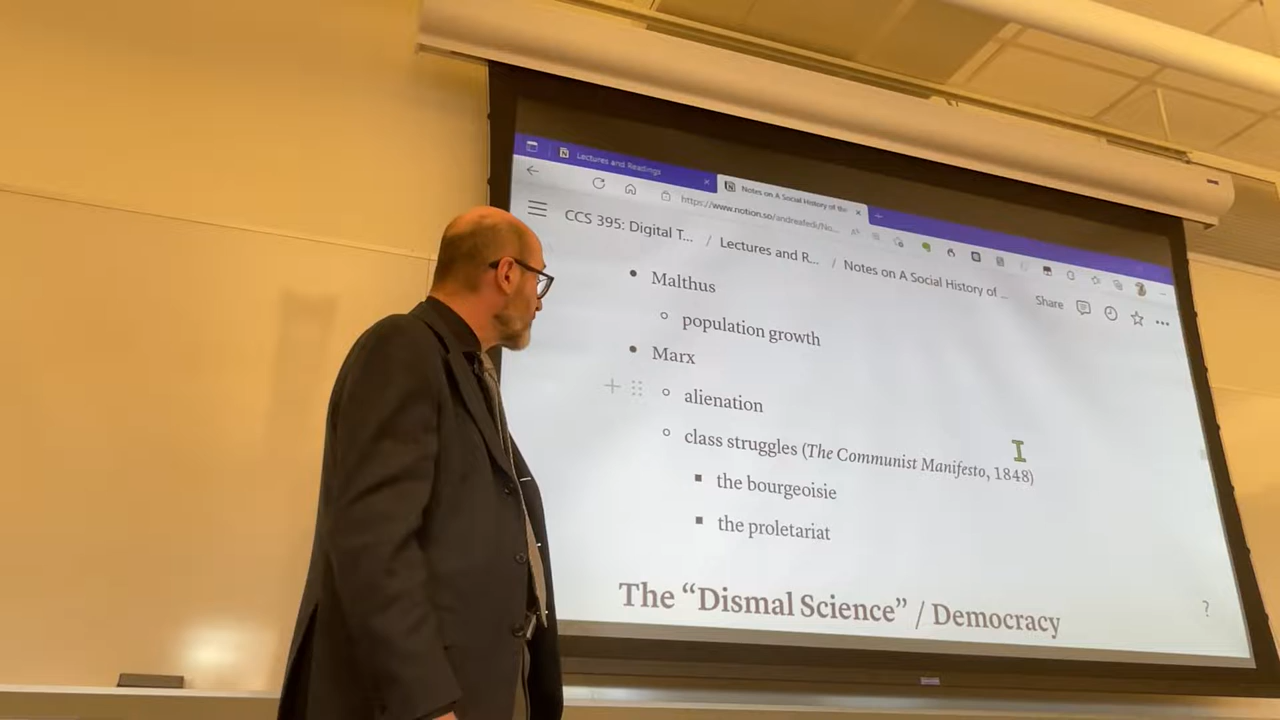 Lectures and Readings
Notes on A Social History of the
https://www.notion.so/andreafedi/No...
CCS 395: Digital T... / Lectures and R... / Notes on A Social History of ...
Share
• Malthus
○ population growth
• Marx
○ alienation
○ class struggles (The Communist Manifesto, 1848)
▪ the bourgeoisie
▪ the proletariat
The “Dismal Science” / Democracy
?